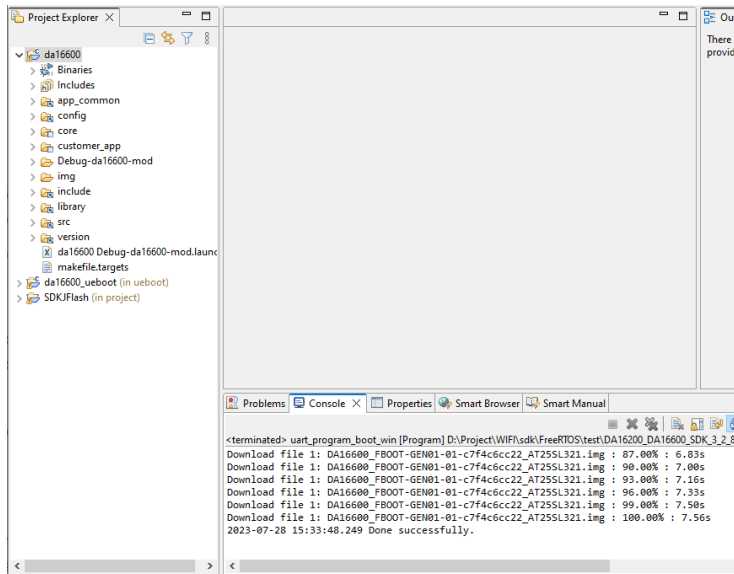 Project Explorer
da16600
Binaries
Includes
app_common
config
core
customer_app
Debug-da16600-mod
img
include
library
src
version
da16600 Debug-da16600-mod.launc
makefile.targets
da16600_ueboot (in ueboot)
SDKJFlash (in project)
Ou
There
provid
Problems Console Properties Smart Browser Smart Manual
<terminated> uart_program_boot_win [Program] D:\Project\WIFI\sdk\FreeRTOS\test\DA16200_DA16600_SDK_3_2_8
Download file 1: DA16600_FBOOT-GEN01-01-c7f4c6cc22_AT25SL321.img : 87.00% : 6.83s
Download file 1: DA16600_FBOOT-GEN01-01-c7f4c6cc22_AT25SL321.img : 90.00% : 7.00s
Download file 1: DA16600_FBOOT-GEN01-01-c7f4c6cc22_AT25SL321.img : 93.00% : 7.16s
Download file 1: DA16600_FBOOT-GEN01-01-c7f4c6cc22_AT25SL321.img : 96.00% : 7.33s
Download file 1: DA16600_FBOOT-GEN01-01-c7f4c6cc22_AT25SL321.img : 99.00% : 7.50s
Download file 1: DA16600_FBOOT-GEN01-01-c7f4c6cc22_AT25SL321.img : 100.00% : 7.56s
2023-07-28 15:33:48.249 Done successfully.